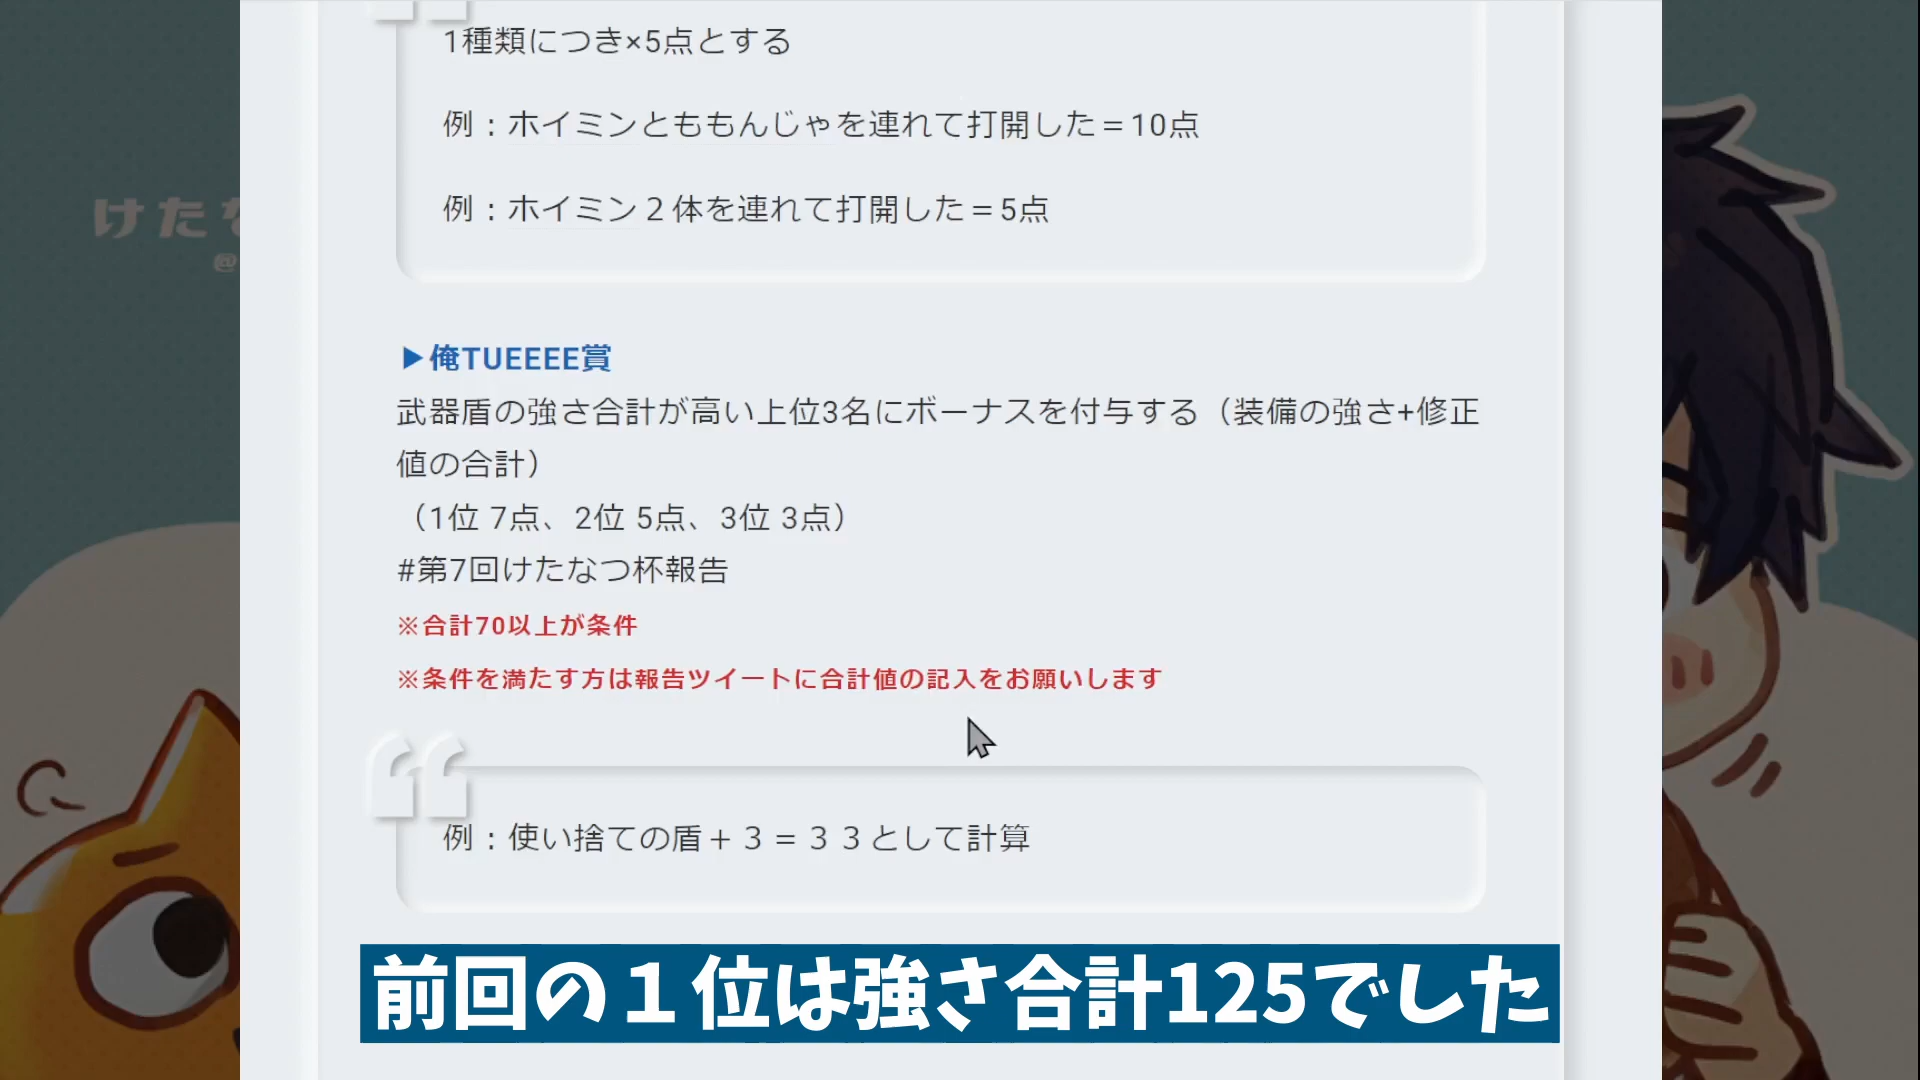 1種類につき×5点とする
例：ホイミンとももんじゃを連れて打開した＝10点
例：ホイミン２体を連れて打開した＝5点
けたな
@
▶俺TUEEEE賞
武器盾の強さ合計が高い上位3名にボーナスを付与する（装備の強さ+修正
値の合計）
（1位 7点、2位 5点、3位 3点）
#第7回けたなつ杯報告
※合計70以上が条件
※条件を満たす方は報告ツイートに合計値の記入をお願いします
例：使い捨ての盾＋３＝３３として計算
前回の１位は強さ合計125でした